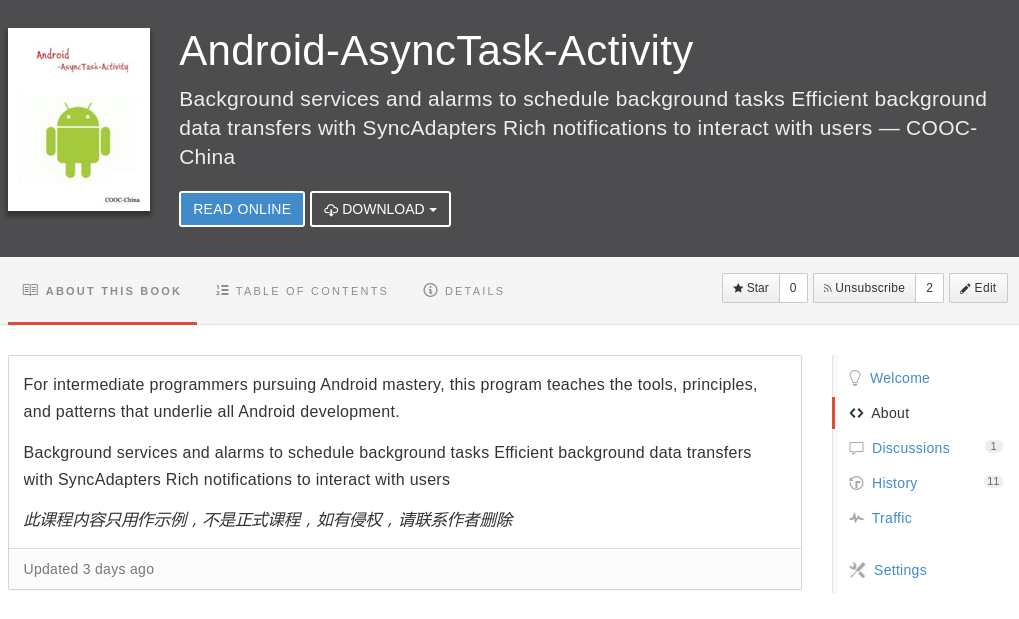 Android
-AsyncTask-Activity
COOC-China
Android-AsyncTask-Activity
Background services and alarms to schedule background tasks Efficient background
data transfers with SyncAdapters Rich notifications to interact with users — COOC-
China
READ ONLINE
DOWNLOAD
ABOUT THIS BOOK
TABLE OF CONTENTS
DETAILS
Star 0
Unsubscribe 2
Edit
For intermediate programmers pursuing Android mastery, this program teaches the tools, principles,
and patterns that underlie all Android development.
Background services and alarms to schedule background tasks Efficient background data transfers
with SyncAdapters Rich notifications to interact with users
此课程内容只用作示例，不是正式课程，如有侵权，请联系作者删除
Updated 3 days ago
Welcome
About
Discussions 1
History 11
Traffic
Settings